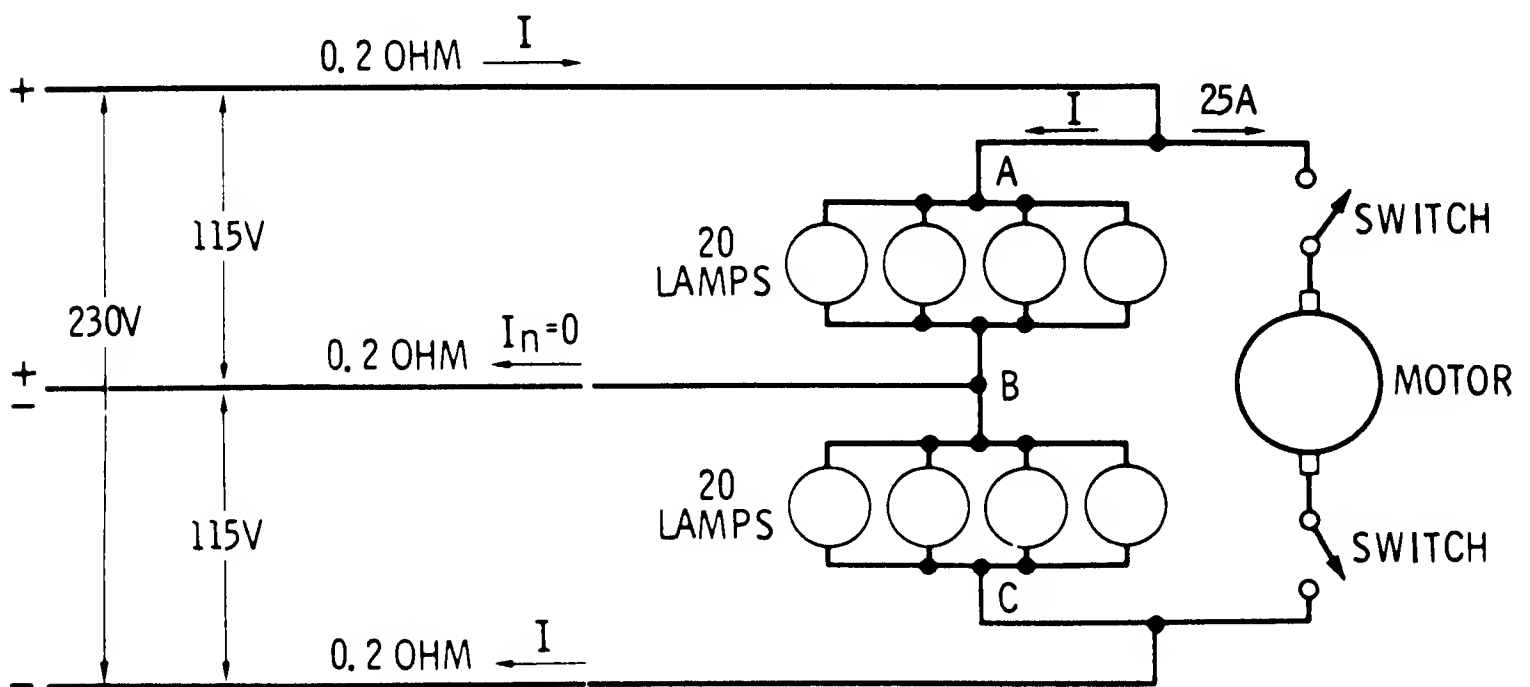 0.2 OHM I
+
I
25A
A
SWITCH
20
LAMPS
115V
230V
MOTOR
0.2 OHM In=0
+
−
B
20
LAMPS
115V
SWITCH
C
0.2 OHM I
−